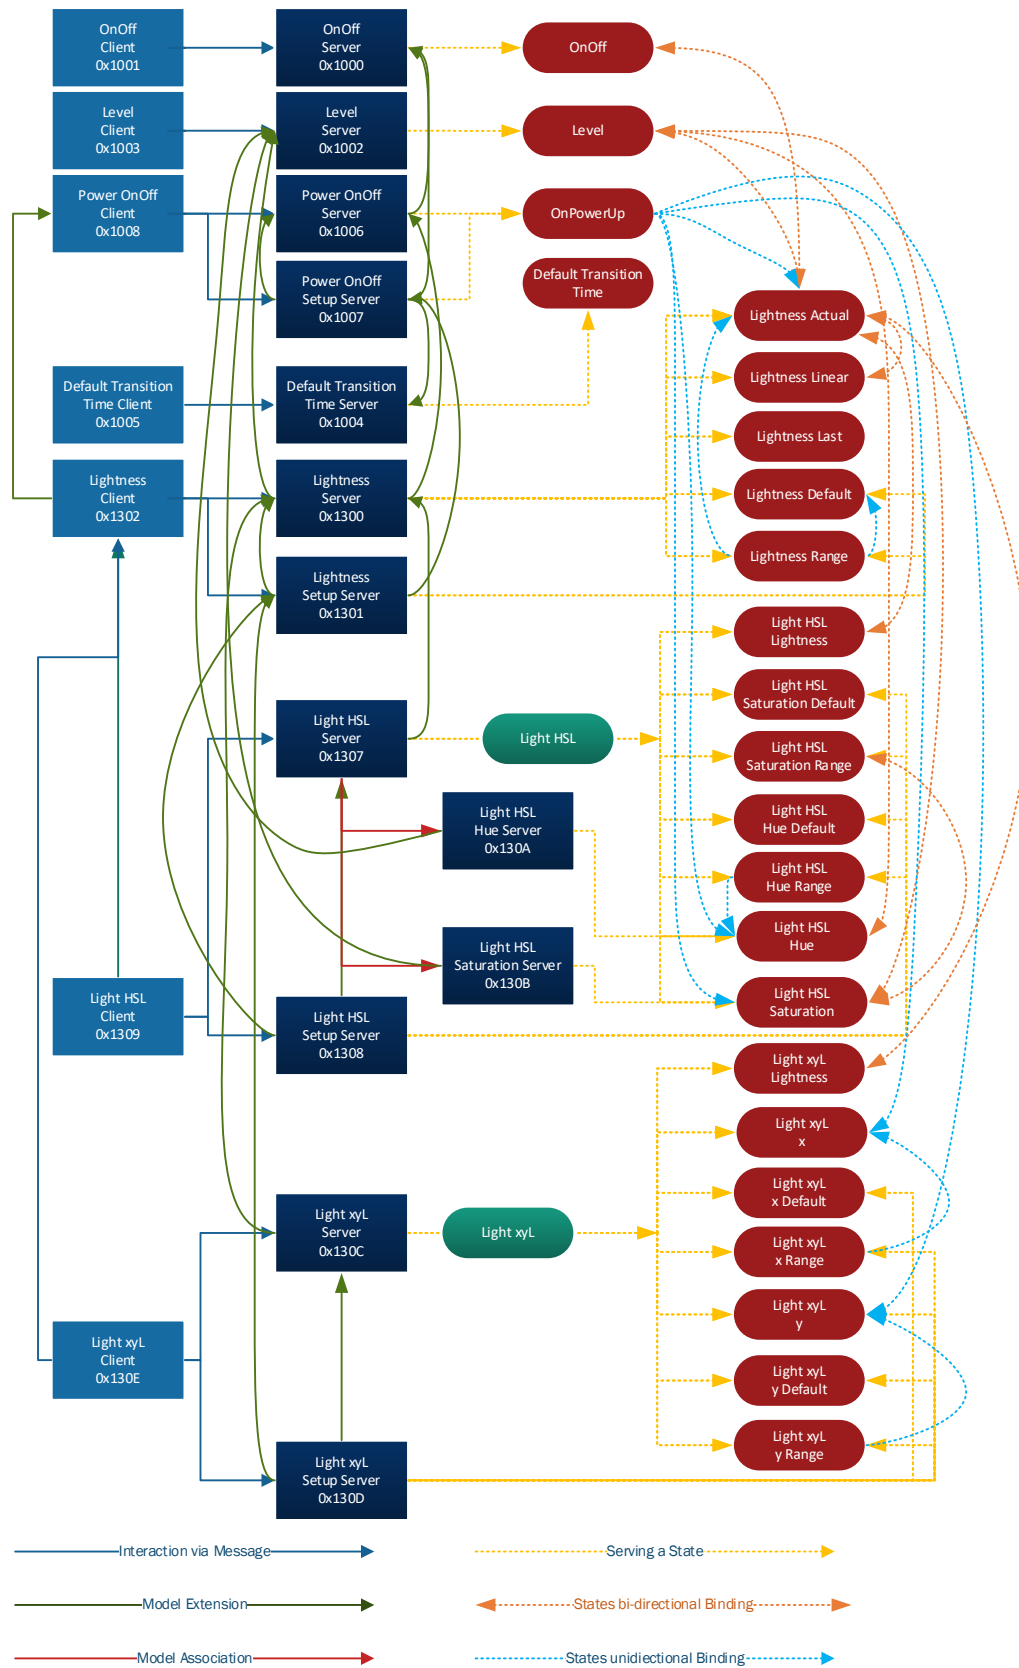 OnOff
Client
0x1001
OnOff
Server
0x1000
OnOff
Level
Client
0x1003
Level
Server
0x1002
Level
Power OnOff
Client
0x1008
Power OnOff
Server
0x1006
OnPowerUp
Power OnOff
Setup Server
0x1007
Default Transition
Time
Lightness Actual
Lightness Linear
Default Transition
Time Client
0x1005
Default Transition
Time Server
0x1004
Lightness Last
Lightness
Client
0x1302
Lightness
Server
0x1300
Lightness Default
Lightness Range
Lightness
Setup Server
0x1301
Light HSL
Lightness
Light HSL
Saturation Default
Light HSL
Server
0x1307
Light HSL
Light HSL
Saturation Range
Light HSL
Hue Server
0x130A
Light HSL
Hue Default
Light HSL
Hue Range
Light HSL
Hue
Light HSL
Saturation Server
0x130B
Light HSL
Saturation
Light HSL
Client
0x1309
Light HSL
Setup Server
0x1308
Light xyL
Lightness
Light xyL
x
Light xyL
x Default
Light xyL
Server
0x130C
Light xyL
Light xyL
x Range
Light xyL
y
Light xyL
Client
0x130E
Light xyL
y Default
Light xyL
y Range
Light xyL
Setup Server
0x130D
Interaction via Message
Serving a State
Model Extension
States bi-directional Binding
Model Association
States unidiectional Binding